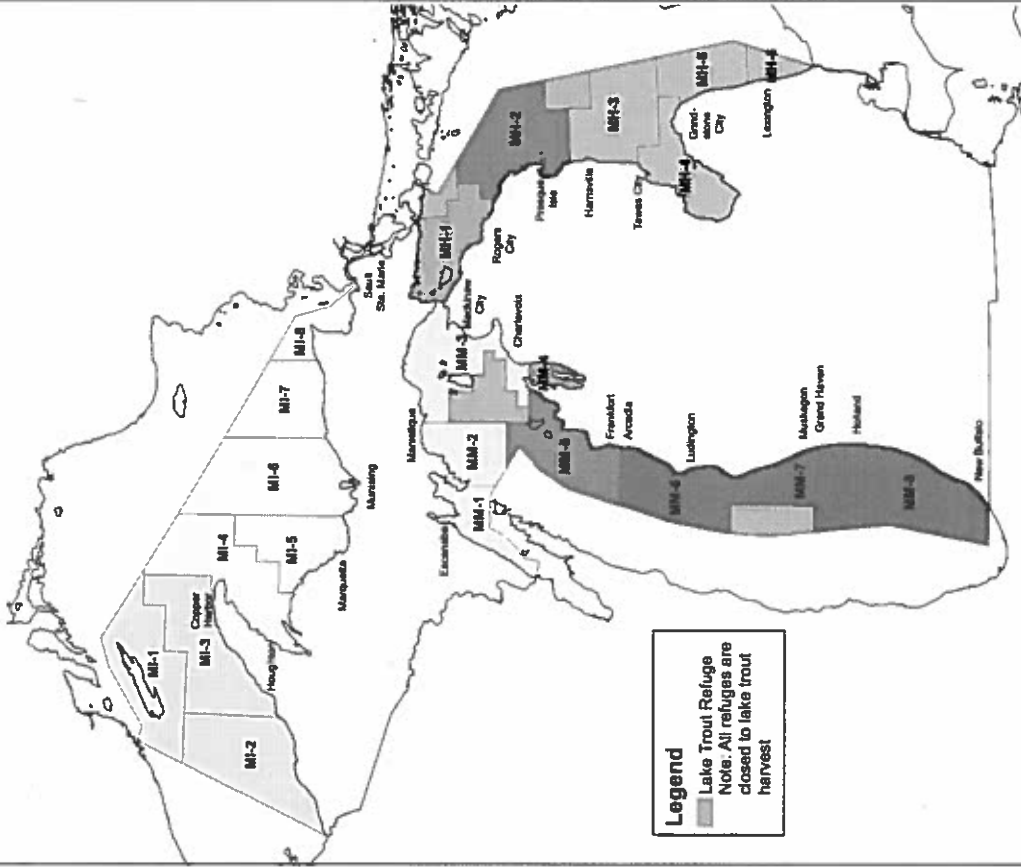 MI-1
MI-2
MI-3
MI-4
MI-5
MI-6
MI-7
MI-8
Copper
Harbor
Houghton
Marquette
Munising
Sault
Ste. Marie
Escanaba
Manistique
MM-1
MM-2
MM-3
MM-4
MM-5
MM-6
MM-7
MM-8
Mackinaw
City
Charlevoix
Frankfort
Arcadia
Ludington
Muskegon
Grand Haven
Holland
New Buffalo
MH-1
MH-2
MH-3
MH-4
MH-5
MH-6
Rogers
City
Presque
Isle
Harrisville
Tawas City
Grind-
stone
City
Lexington
Legend
Lake Trout Refuge
Note: All refuges are
closed to lake trout
harvest